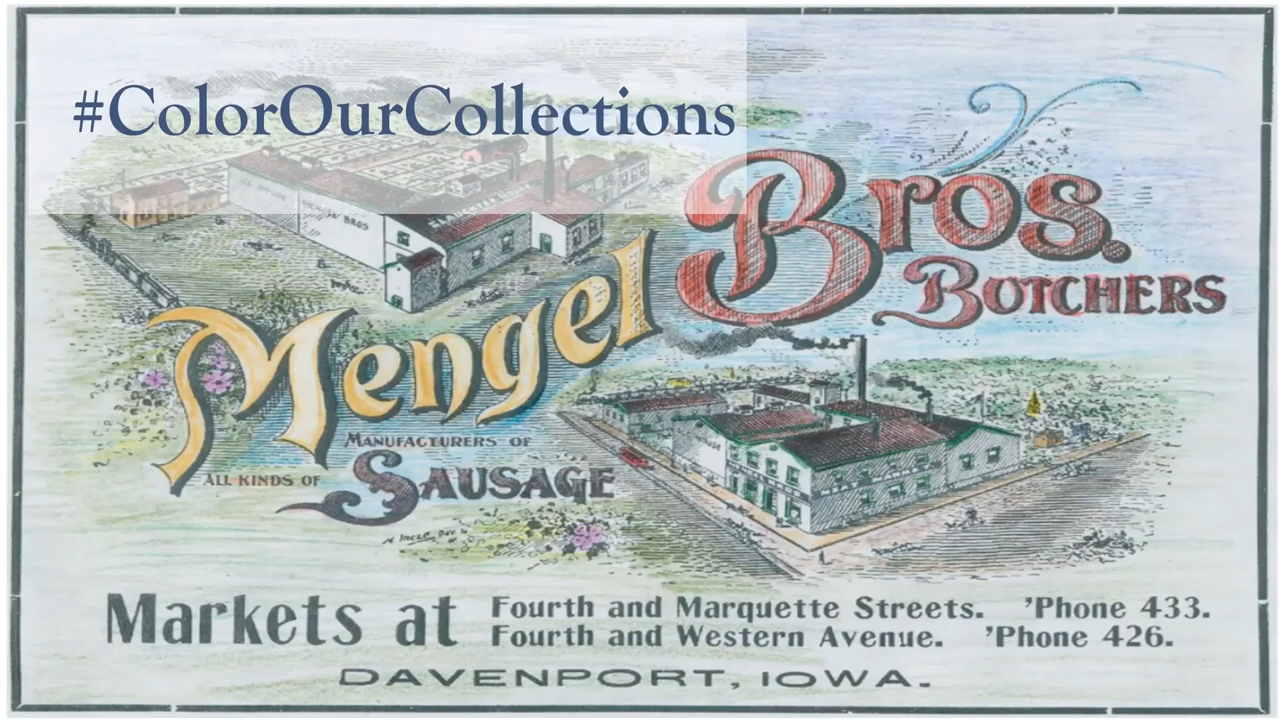 #ColorOurCollections
Mengel Bros.
BUTCHERS
MANUFACTURERS OF
ALL KINDS OF SAUSAGE
Markets at
Fourth and Marquette Streets. 'Phone 433.
Fourth and Western Avenue. 'Phone 426.
DAVENPORT, IOWA.